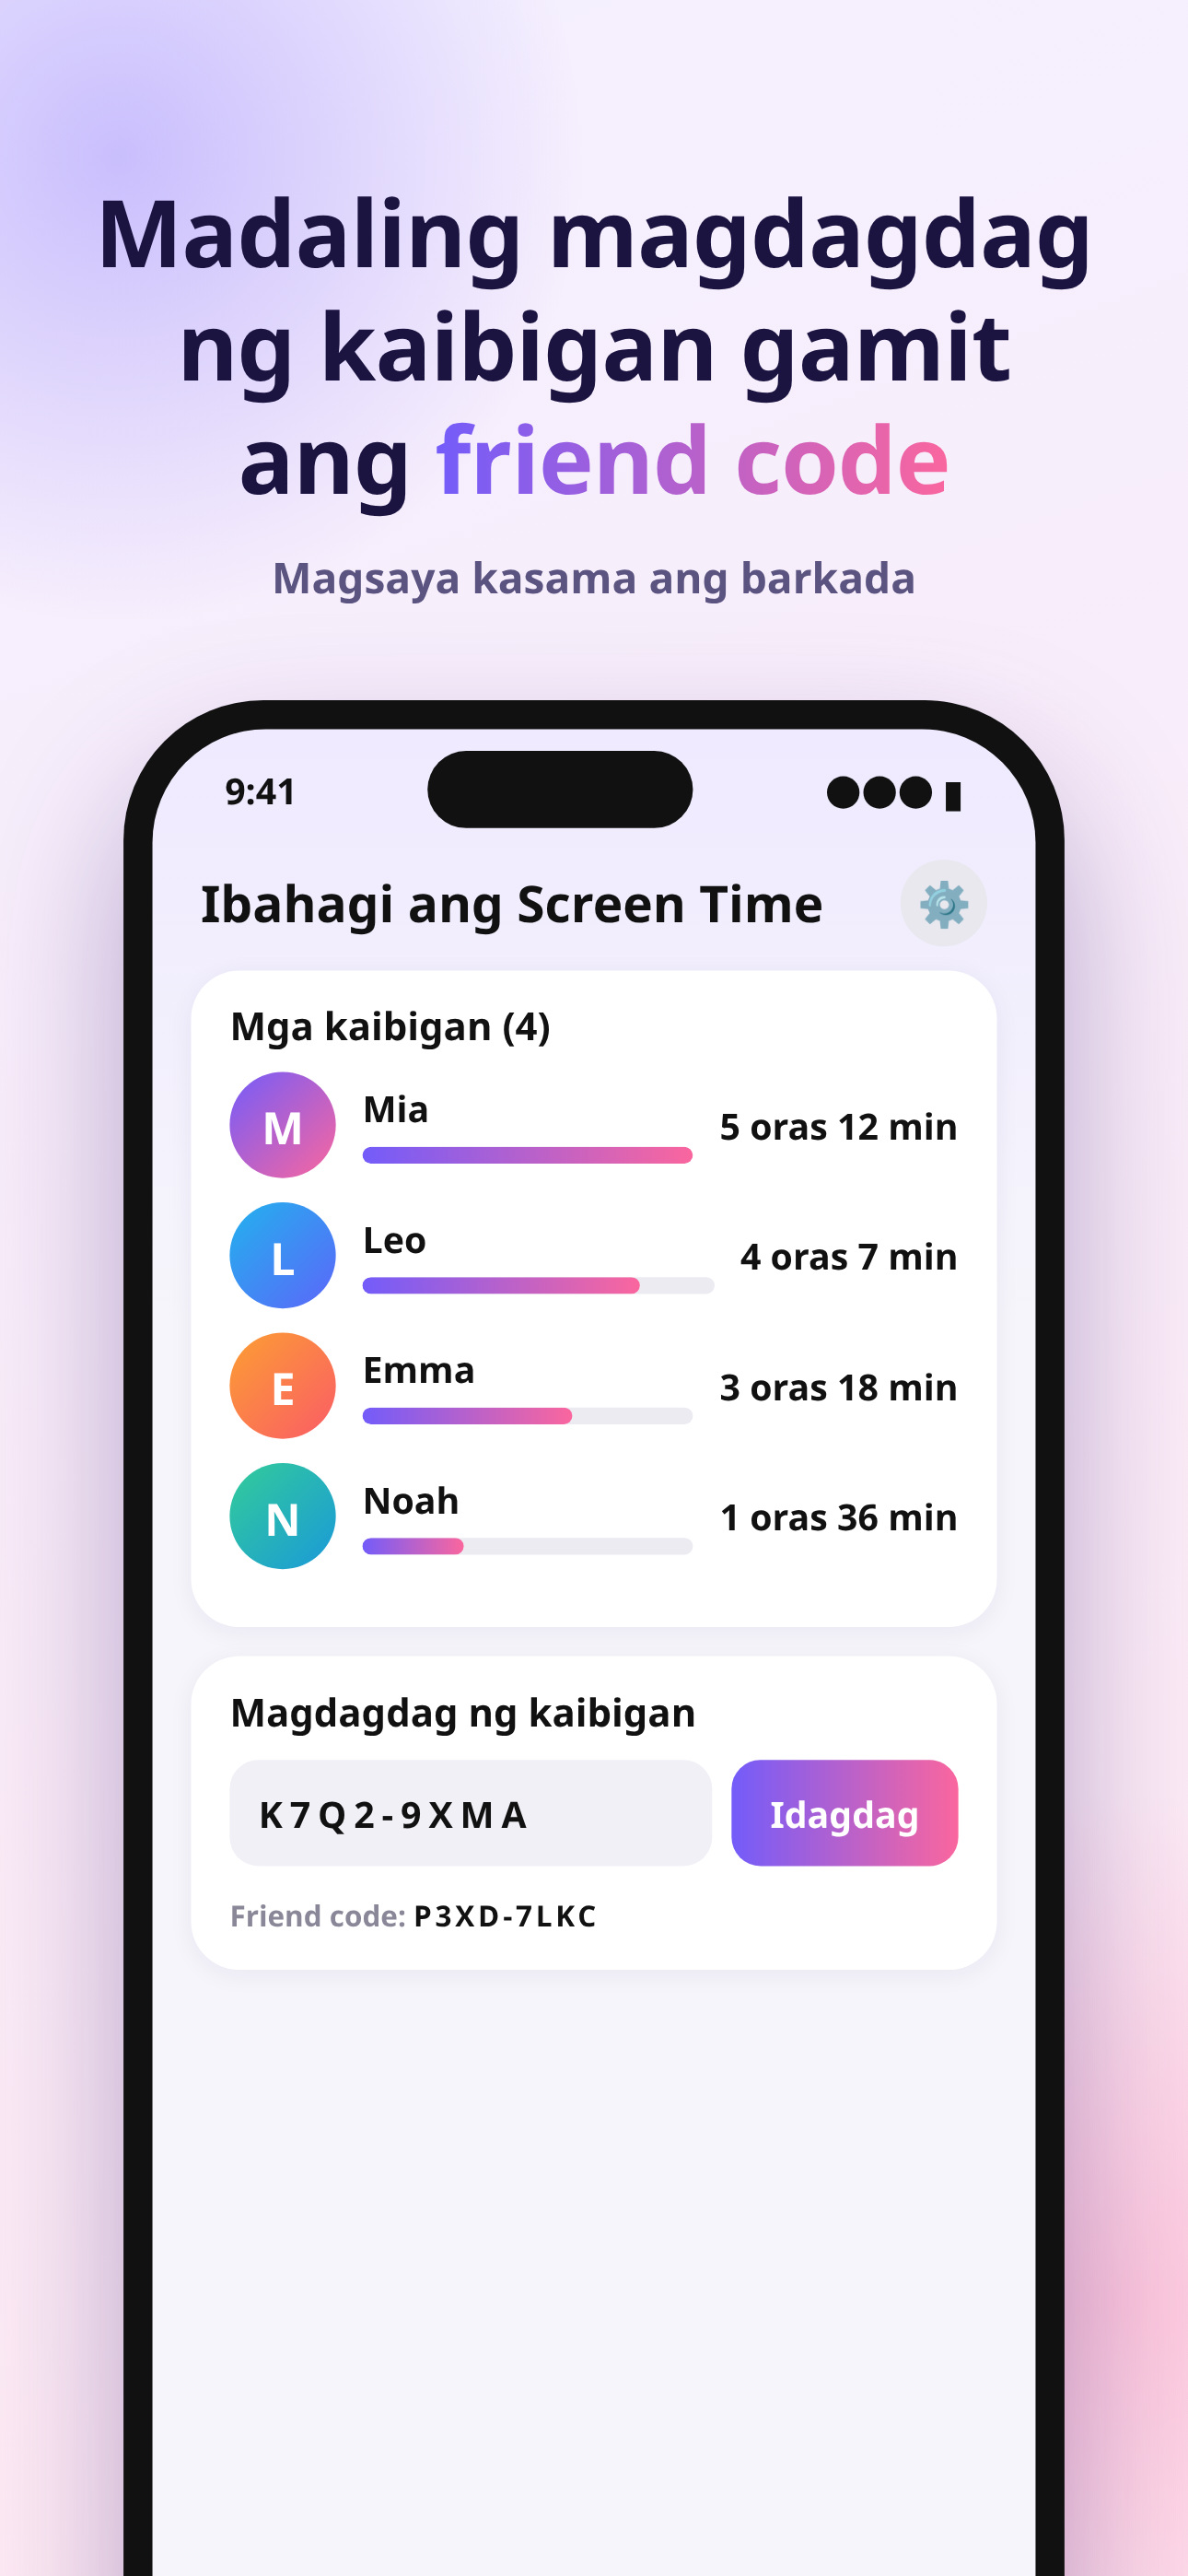 Madaling magdagdag
ng kaibigan gamit
ang friend code
Magsaya kasama ang barkada
9:41
Ibahagi ang Screen Time
Mga kaibigan (4)
M
Mia
5 oras 12 min
L
Leo
4 oras 7 min
E
Emma
3 oras 18 min
N
Noah
1 oras 36 min
Magdagdag ng kaibigan
K7Q2-9XMA
Idagdag
Friend code: P3XD-7LKC